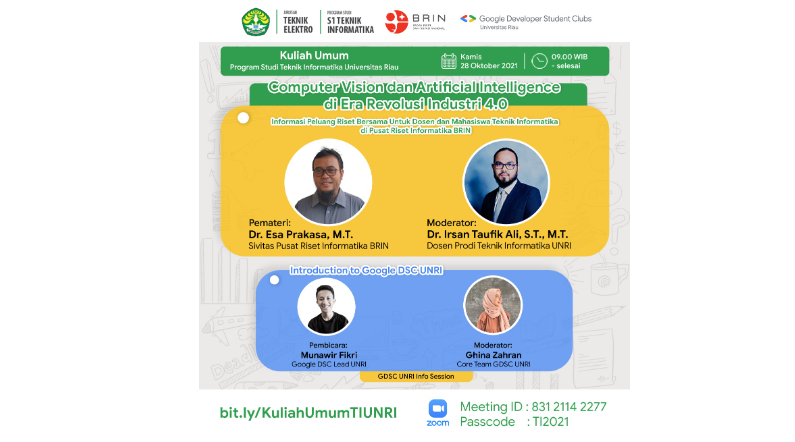 JURUSAN
TEKNIK
ELEKTRO
PROGRAM STUDI
S1 TEKNIK
INFORMATIKA
BRIN
Google Developer Student Clubs
Universitas Riau
Kuliah Umum
Program Studi Teknik Informatika Universitas Riau
Kamis
28 Oktober 2021
09.00 WIB
- selesai
Computer Vision dan Artificial Intelligence
di Era Revolusi Industri 4.0
Informasi Peluang Riset Bersama Untuk Dosen dan Mahasiswa Teknik Informatika
di Pusat Riset Informatika BRIN
Pemateri:
Dr. Esa Prakasa, M.T.
Sivitas Pusat Riset Informatika BRIN
Moderator:
Dr. Irsan Taufik Ali, S.T., M.T.
Dosen Prodi Teknik Informatika UNRI
Introduction to Google DSC UNRI
Pembicara:
Munawir Fikri
Google DSC Lead UNRI
Moderator:
Ghina Zahran
Core Team GDSC UNRI
GDSC UNRI Info Session
bit.ly/KuliahUmumTIUNRI
zoom
Meeting ID : 831 2114 2277
Passcode : TI2021